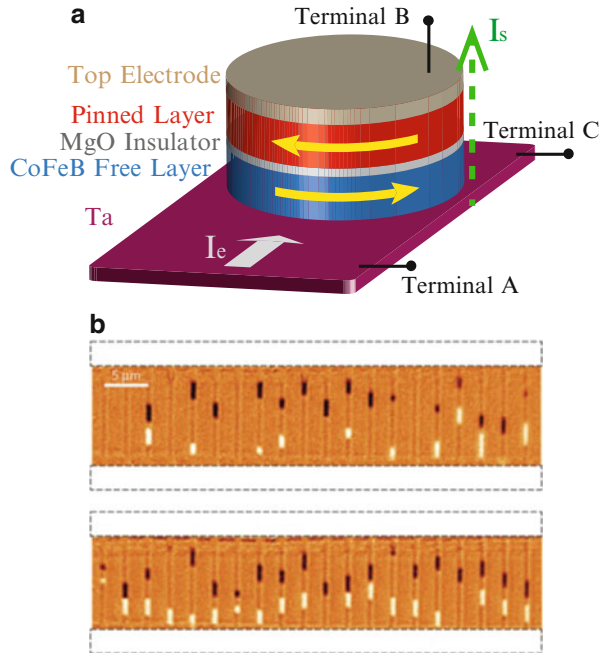 a
Terminal B
Is
Top Electrode
Pinned Layer
MgO Insulator
CoFeB Free Layer
Terminal C
Ta
Ie
Terminal A
b
5 μm